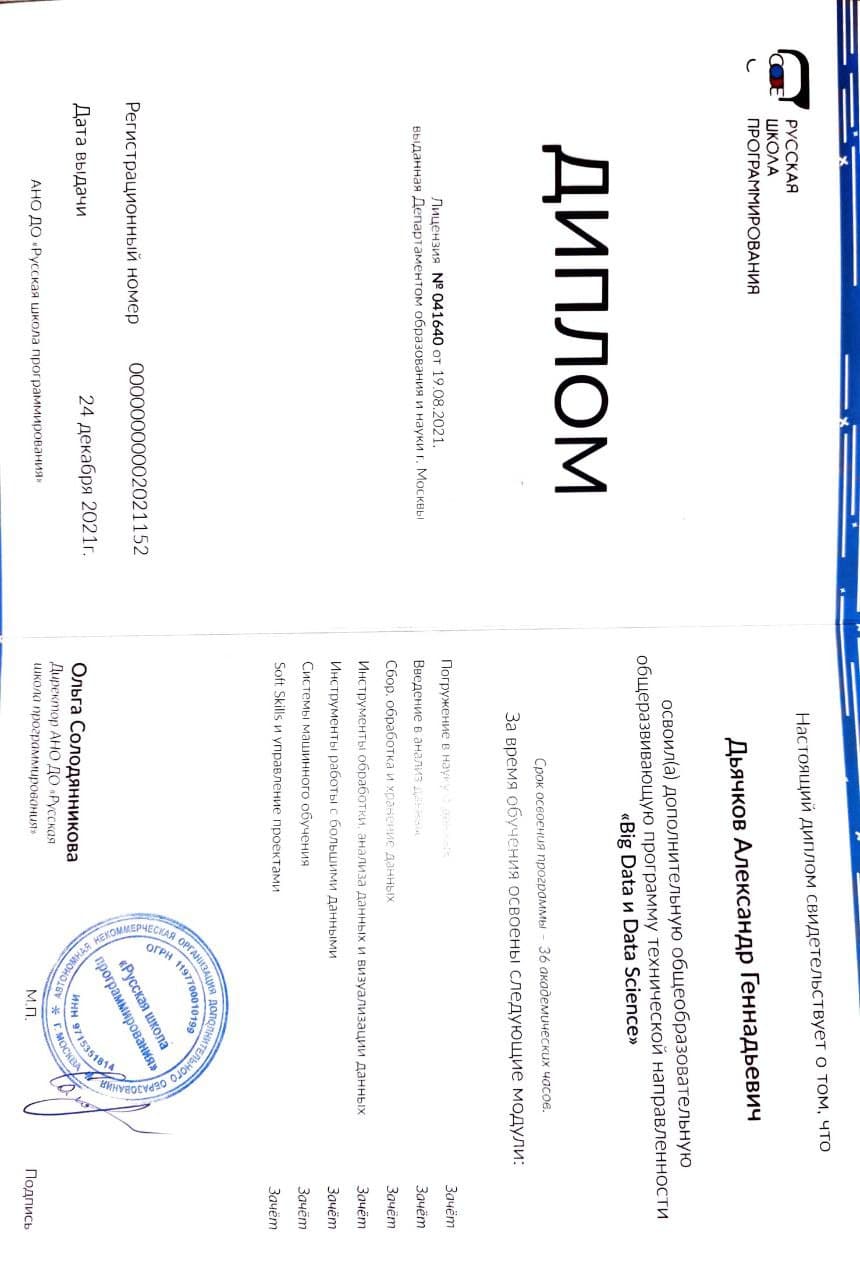 CODE
РУССКАЯ
ШКОЛА
ПРОГРАММИРОВАНИЯ
ДИПЛОМ
Лицензия № 041640 от 19.08.2021,
выданная Департаментом образования и науки г. Москвы
Регистрационный номер 00000000002021152
Дата выдачи 24 декабря 2021г.
АНО ДО «Русская школа программирования»
Настоящий диплом свидетельствует о том, что
Дьячков Александр Геннадьевич
освоил(а) дополнительную общеобразовательную
общеразвивающую программу технической направленности
«Big Data и Data Science»
Срок освоения программы – 36 академических часов.
За время обучения освоены следующие модули:
Погружение в науку о данных Зачёт
Введение в анализ данных Зачёт
Сбор, обработка и хранение данных Зачёт
Инструменты обработки, анализа данных и визуализации данных Зачёт
Инструменты работы с большими данными Зачёт
Системы машинного обучения Зачёт
Soft Skills и управление проектами Зачёт
АВТОНОМНАЯ НЕКОММЕРЧЕСКАЯ ОРГАНИЗАЦИЯ ДОПОЛНИТЕЛЬНОГО ОБРАЗОВАНИЯ
ОГРН 1197700010199
«Русская школа
программирования»
ИНН 9715351814
Г. МОСКВА
Ольга Солодянникова
Директор АНО ДО «Русская
школа программирования»
М.П. Подпись